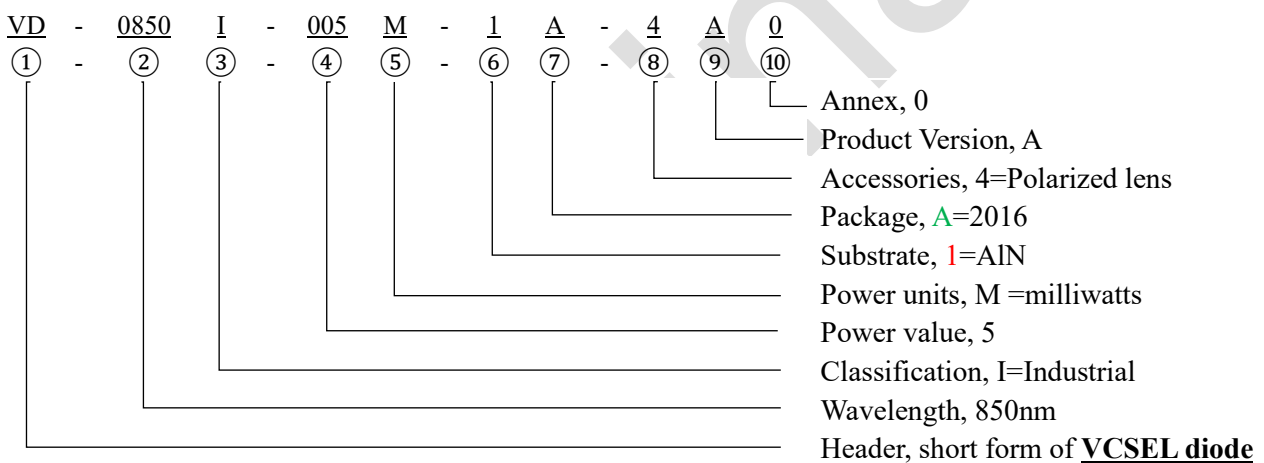 VD - 0850 I - 005 M - 1 A - 4 A 0
① - ② ③ - ④ ⑤ - ⑥ ⑦ - ⑧ ⑨ ⑩
Annex, 0
Product Version, A
Accessories, 4=Polarized lens
Package, A=2016
Substrate, 1=AlN
Power units, M =milliwatts
Power value, 5
Classification, I=Industrial
Wavelength, 850nm
Header, short form of VCSEL diode